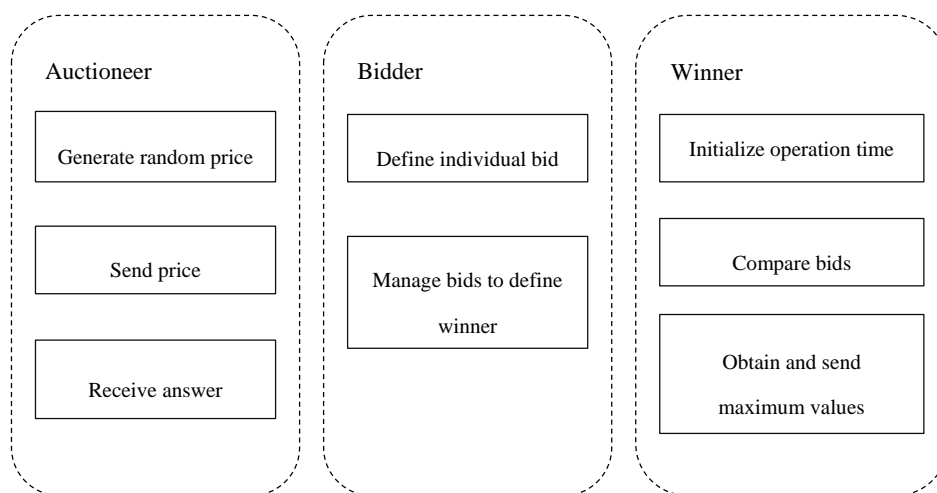 Auctioneer
Generate random price
Send price
Receive answer
Bidder
Define individual bid
Manage bids to define
winner
Winner
Initialize operation time
Compare bids
Obtain and send
maximum values